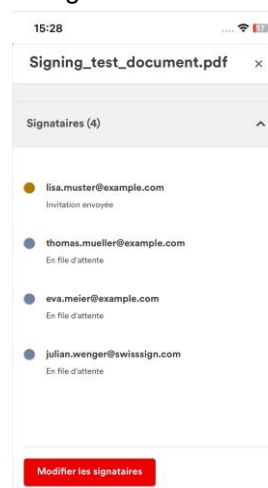 15:28
17
Signing_test_document.pdf ×
Signataires (4)
lisa.muster@example.com
Invitation envoyée
thomas.mueller@example.com
En file d'attente
eva.meier@example.com
En file d'attente
julian.wenger@swisssign.com
En file d'attente
Modifier les signataires